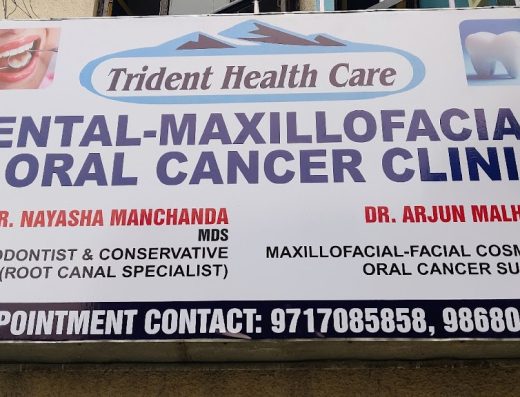 Trident Health Care
ENTAL-MAXILLOFACIA
ORAL CANCER CLINI
R. NAYASHA MANCHANDA
MDS
ODONTIST & CONSERVATIVE
(ROOT CANAL SPECIALIST)
DR. ARJUN MALH
MAXILLOFACIAL-FACIAL COSM
ORAL CANCER SU
POINTMENT CONTACT: 9717085858, 98680